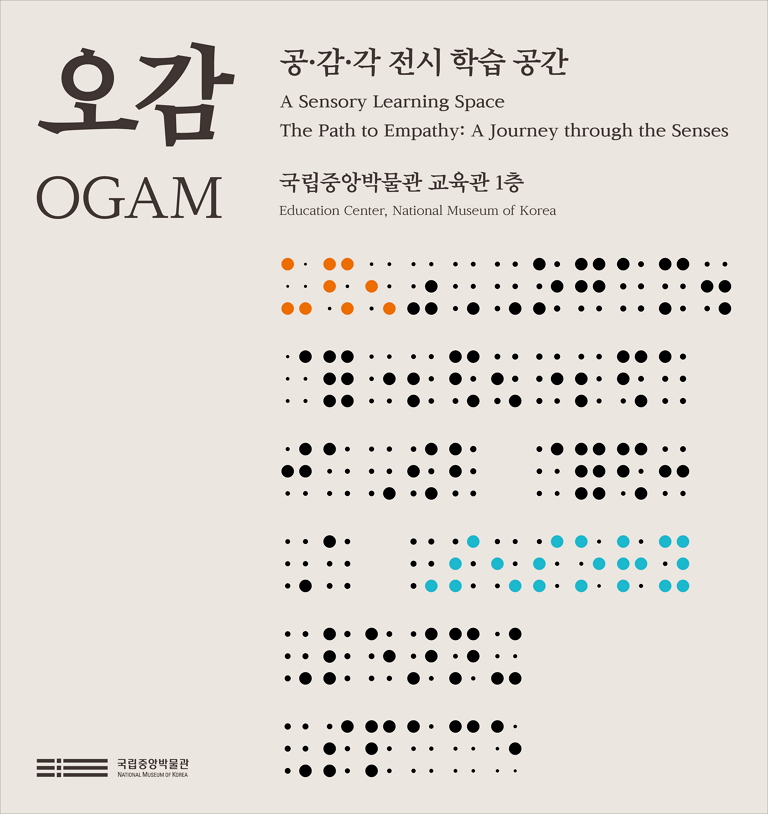 오감
OGAM
공·감·각 전시 학습 공간
A Sensory Learning Space
The Path to Empathy: A Journey through the Senses
국립중앙박물관 교육관 1층
Education Center, National Museum of Korea
국립중앙박물관
NATIONAL MUSEUM OF KOREA